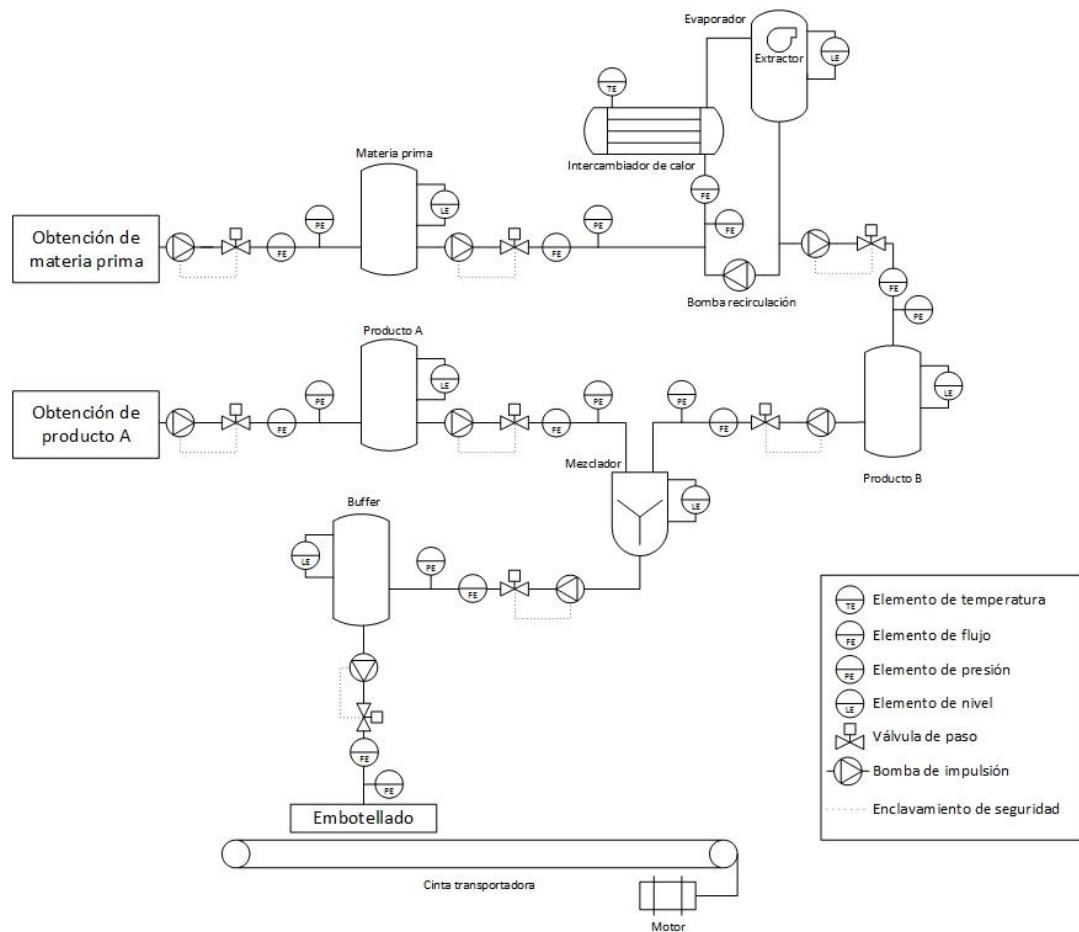 Evaporador
Extractor
LE
TE
Intercambiador de calor
Materia prima
LE
FE
Obtención de
materia prima
FE
PE
FE
PE
FE
Bomba recirculación
FE
PE
Producto A
LE
LE
Obtención de
producto A
FE
PE
FE
PE
PE
FE
Producto B
Mezclador
LE
Buffer
LE
PE
FE
FE
PE
Embotellado
Cinta transportadora
Motor
TE Elemento de temperatura
FE Elemento de flujo
PE Elemento de presión
LE Elemento de nivel
Válvula de paso
Bomba de impulsión
Enclavamiento de seguridad